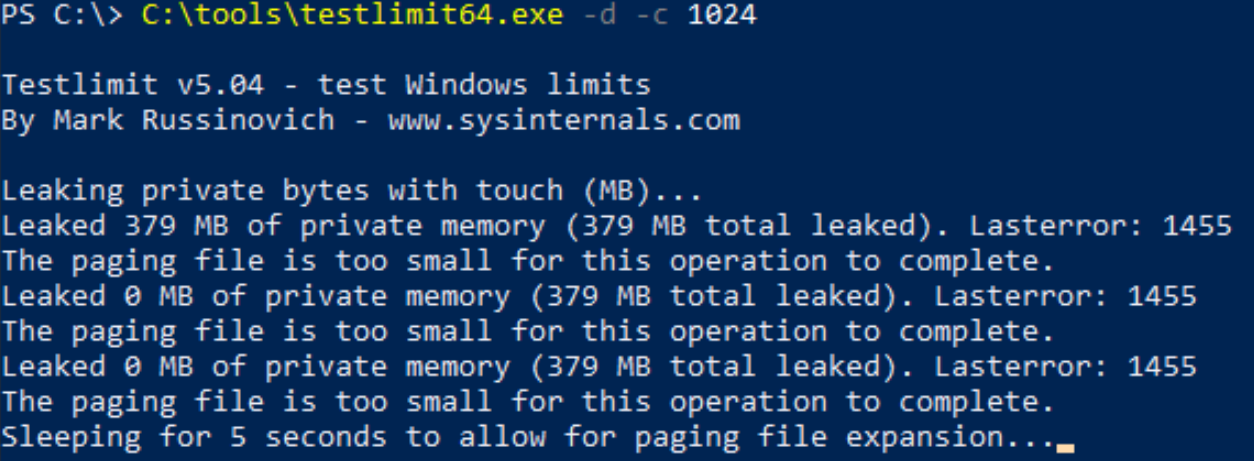 PS C:\> C:\tools\testlimit64.exe -d -c 1024
Testlimit v5.04 - test Windows limits
By Mark Russinovich - www.sysinternals.com
Leaking private bytes with touch (MB)...
Leaked 379 MB of private memory (379 MB total leaked). Lasterror: 1455
The paging file is too small for this operation to complete.
Leaked 0 MB of private memory (379 MB total leaked). Lasterror: 1455
The paging file is too small for this operation to complete.
Leaked 0 MB of private memory (379 MB total leaked). Lasterror: 1455
The paging file is too small for this operation to complete.
Sleeping for 5 seconds to allow for paging file expansion...